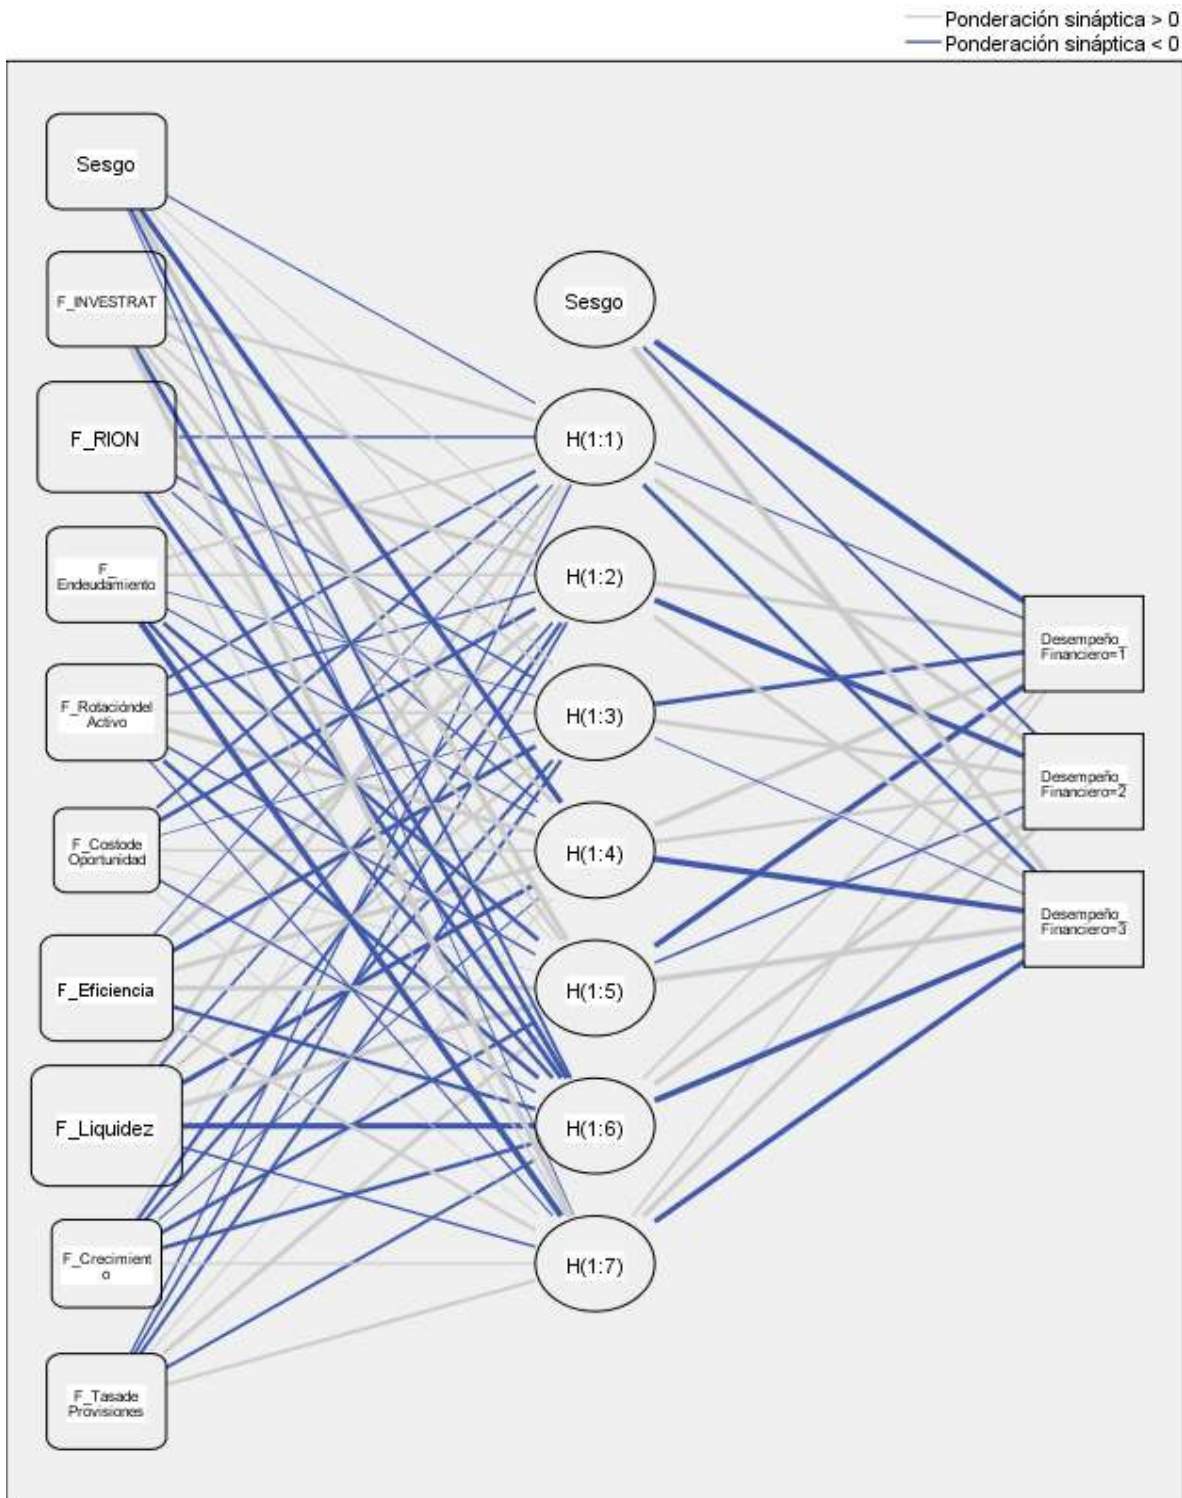 Ponderación sináptica > 0
Ponderación sináptica < 0
Sesgo
F_INVESTRAT
F_RION
F_
Endeudamiento
F_Rotacióndel
Activo
F_Costode
Oportunidad
F_Eficiencia
F_Liquidez
F_Crecimient
o
F_Tasade
Provisiones
Sesgo
H(1:1)
H(1:2)
H(1:3)
H(1:4)
H(1:5)
H(1:6)
H(1:7)
Desempeño_
Financiero=1
Desempeño_
Financiero=2
Desempeño_
Financiero=3